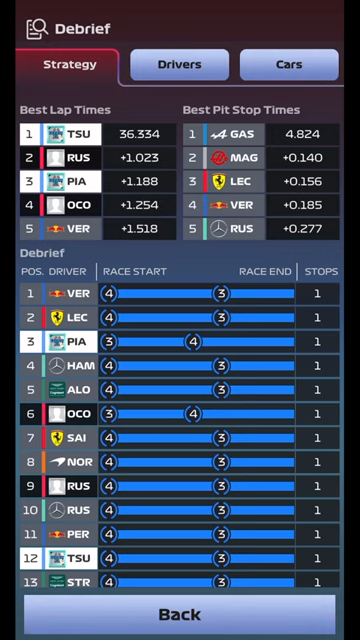 Debrief
Strategy Drivers Cars
Best Lap Times Best Pit Stop Times
1 TSU 36.334 1 GAS 4.824
2 RUS +1.023 2 MAG +0.140
3 PIA +1.188 3 LEC +0.156
4 OCO +1.254 4 VER +0.185
5 VER +1.518 5 RUS +0.277
Debrief
POS. DRIVER RACE START RACE END STOPS
1 VER 4 3 1
2 LEC 4 3 1
3 PIA 3 4 1
4 HAM 4 3 1
5 ALO 4 3 1
6 OCO 3 4 1
7 SAI 4 3 1
8 NOR 4 3 1
9 RUS 4 3 1
10 RUS 4 3 1
11 PER 4 3 1
12 TSU 4 3 1
13 STR 4 3 1
Back